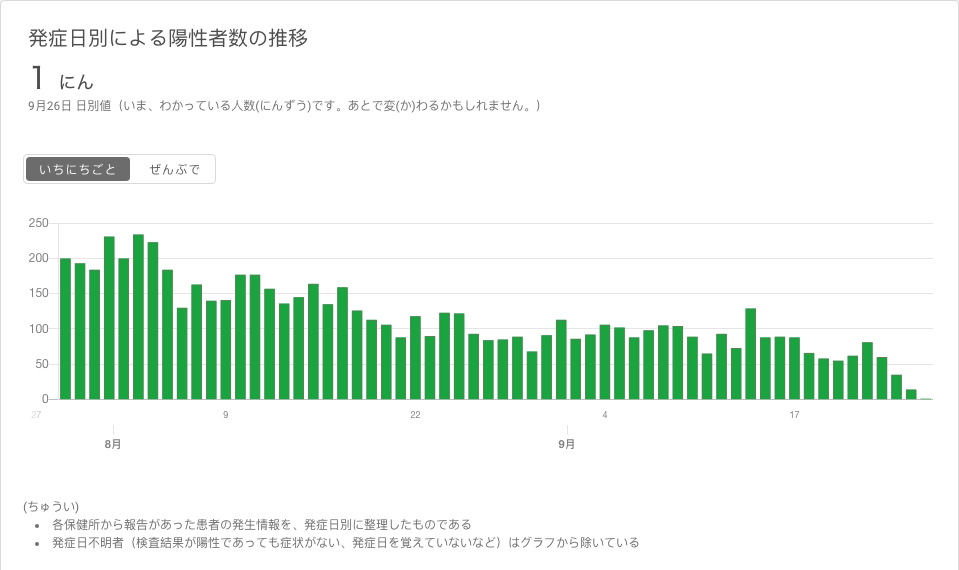 発症日別による陽性者数の推移
1 にん
9月26日 日別値（いま、わかっている人数(にんずう)です。あとで変(か)わるかもしれません。）
いちにちごと ぜんぶで
250
200
150
100
50
0
27 9 22 4 17
8月 9月
(ちゅうい)
• 各保健所から報告があった患者の発生情報を、発症日別に整理したものである
• 発症日不明者（検査結果が陽性であっても症状がない、発症日を覚えていないなど）はグラフから除いている